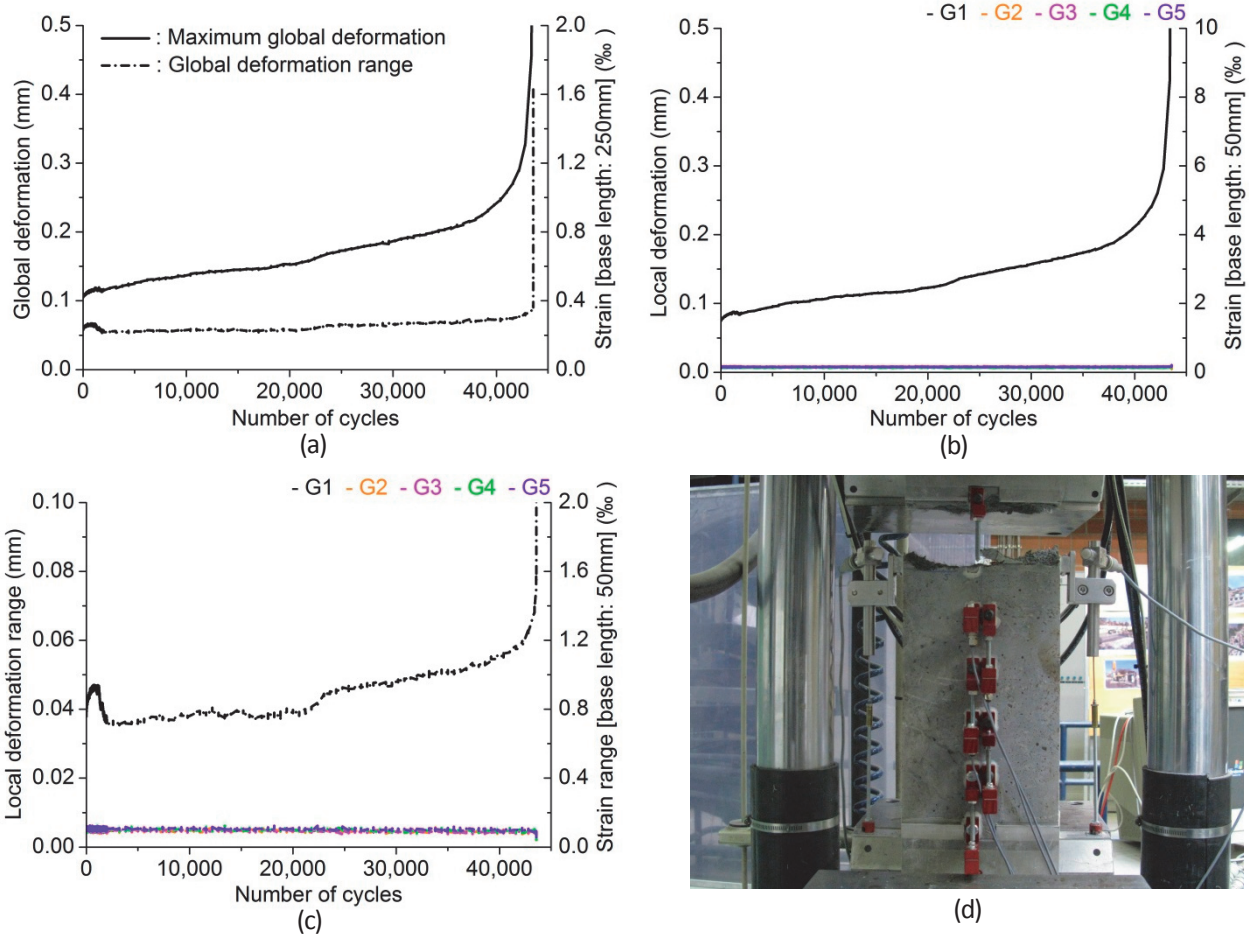 0.5
0.4
0.3
0.2
0.1
0.0
Global deformation (mm)
: Maximum global deformation
: Global deformation range
2.0
1.6
1.2
0.8
0.4
0.0
Strain [base length: 250mm] (‰)
0 10,000 20,000 30,000 40,000
Number of cycles
(a)
- G1 - G2 - G3 - G4 - G5
0.5
0.4
0.3
0.2
0.1
0.0
Local deformation (mm)
10
8
6
4
2
0
Strain [base length: 50mm] (‰)
0 10,000 20,000 30,000 40,000
Number of cycles
(b)
- G1 - G2 - G3 - G4 - G5
0.10
0.08
0.06
0.04
0.02
0.00
Local deformation range (mm)
2.0
1.6
1.2
0.8
0.4
0.0
Strain range [base length: 50mm] (‰)
0 10,000 20,000 30,000 40,000
Number of cycles
(c)
(d)